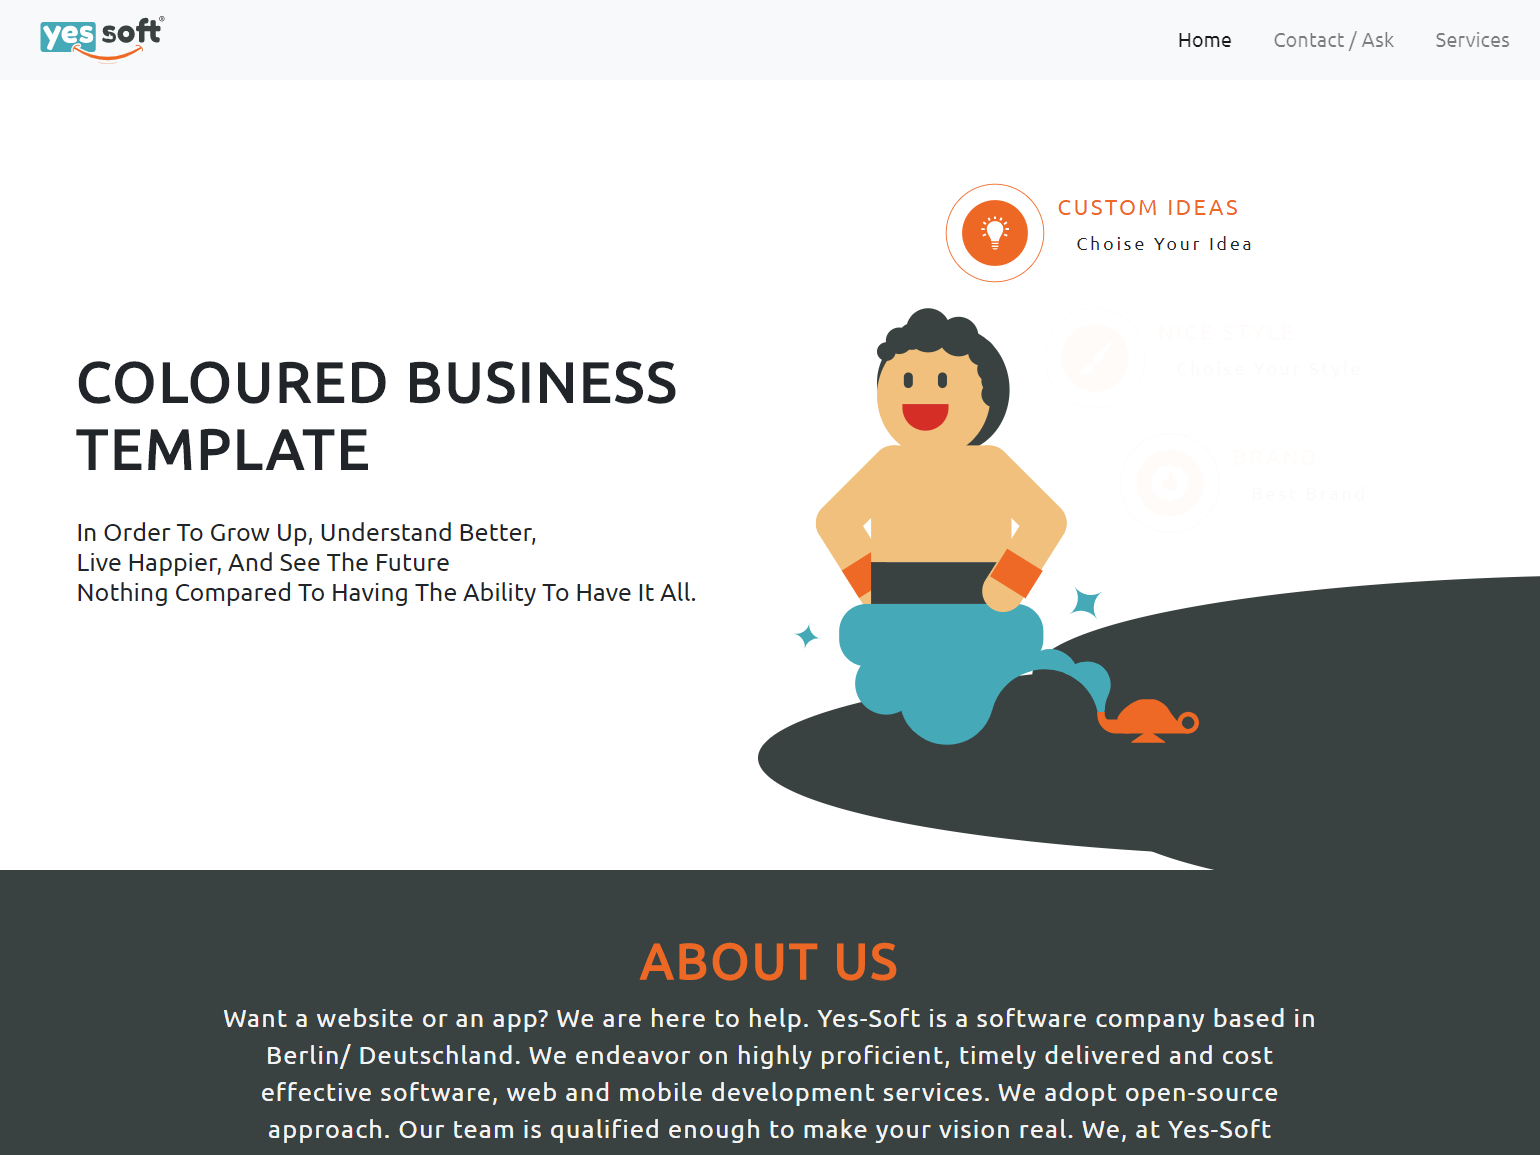 yes soft®
Home
Contact / Ask
Services
CUSTOM IDEAS
Choise Your Idea
NICE STYLE
Choise Your Style
BRAND
Best Brand
COLOURED BUSINESS
TEMPLATE
In Order To Grow Up, Understand Better,
Live Happier, And See The Future
Nothing Compared To Having The Ability To Have It All.
ABOUT US
Want a website or an app? We are here to help. Yes-Soft is a software company based in
Berlin/ Deutschland. We endeavor on highly proficient, timely delivered and cost
effective software, web and mobile development services. We adopt open-source
approach. Our team is qualified enough to make your vision real. We, at Yes-Soft